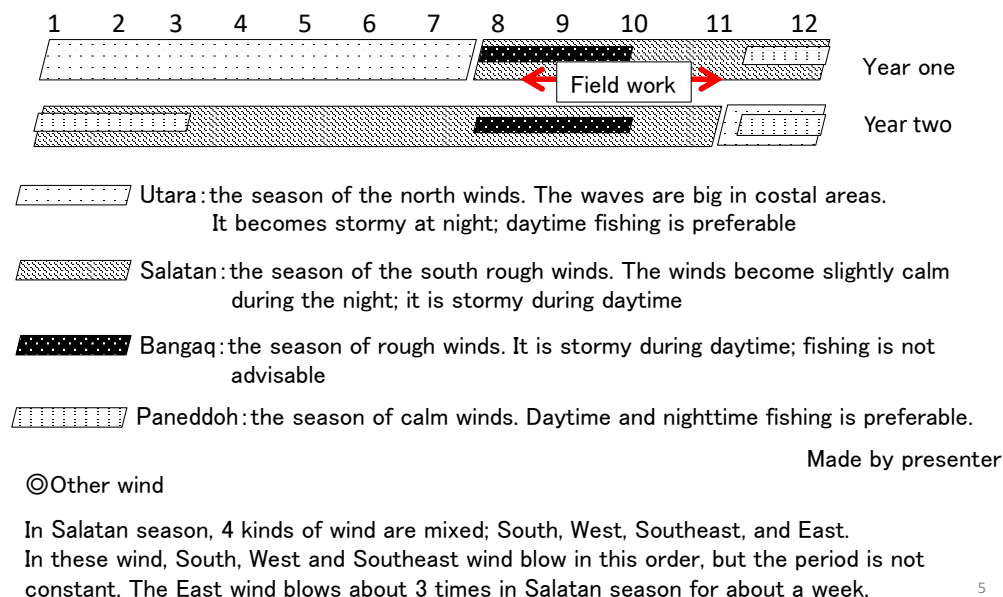 1 2 3 4 5 6 7 8 9 10 11 12
Year one
Field work
Year two
Utara:the season of the north winds. The waves are big in costal areas.
It becomes stormy at night; daytime fishing is preferable
Salatan:the season of the south rough winds. The winds become slightly calm
during the night; it is stormy during daytime
Bangaq:the season of rough winds. It is stormy during daytime; fishing is not
advisable
Paneddoh:the season of calm winds. Daytime and nighttime fishing is preferable.
Made by presenter
◎Other wind
In Salatan season, 4 kinds of wind are mixed; South, West, Southeast, and East.
In these wind, South, West and Southeast wind blow in this order, but the period is not
constant. The East wind blows about 3 times in Salatan season for about a week.
5